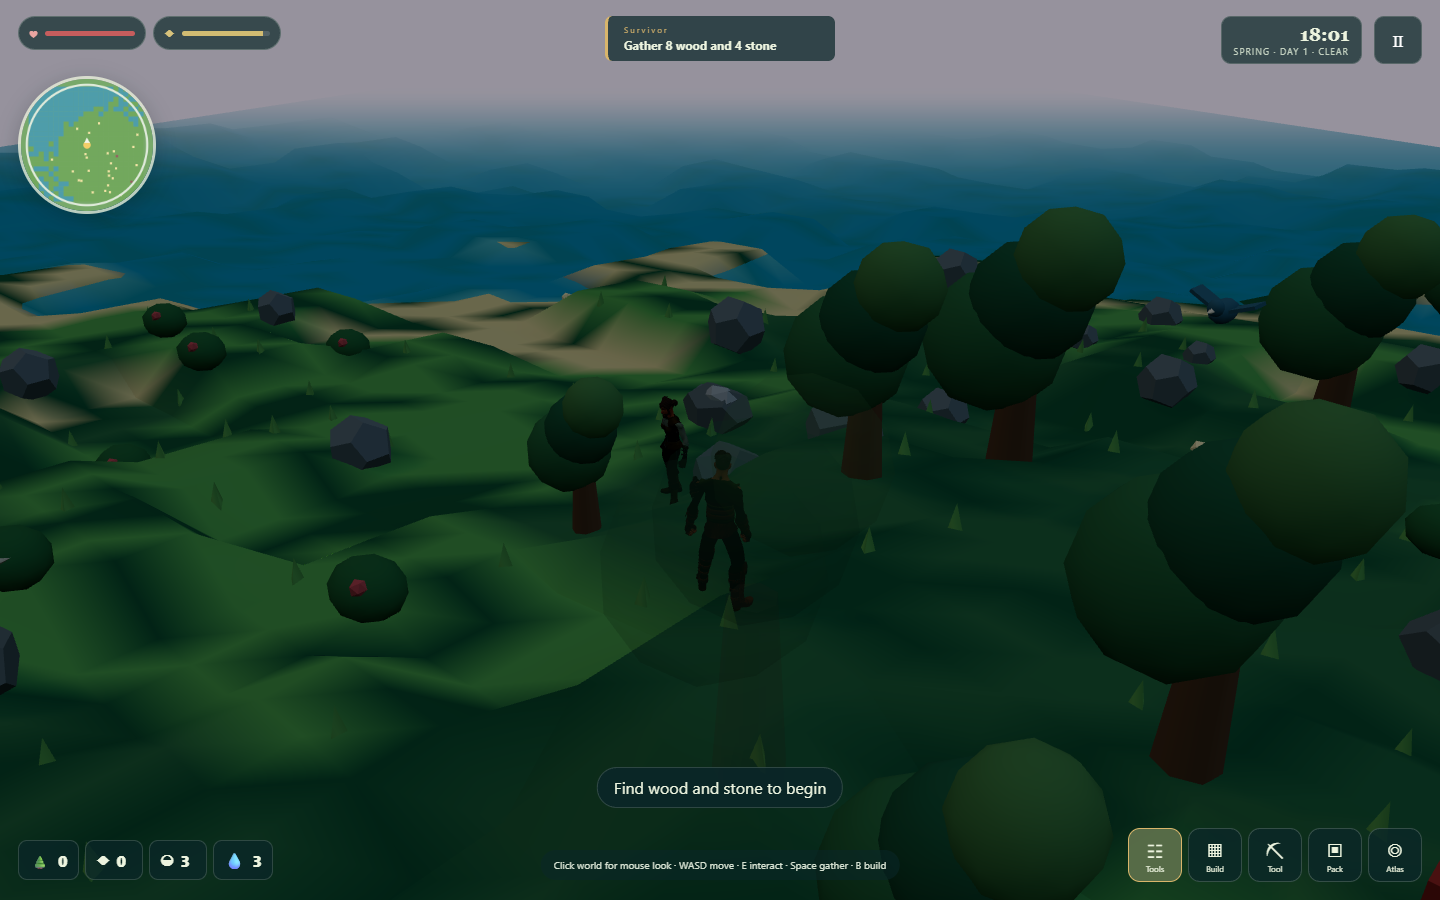 Survivor
Gather 8 wood and 4 stone
18:01
SPRING · DAY 1 · CLEAR
Find wood and stone to begin
0
0
3
3
Click world for mouse look · WASD move · E interact · Space gather · B build
Tools
Build
Tool
Pack
Atlas